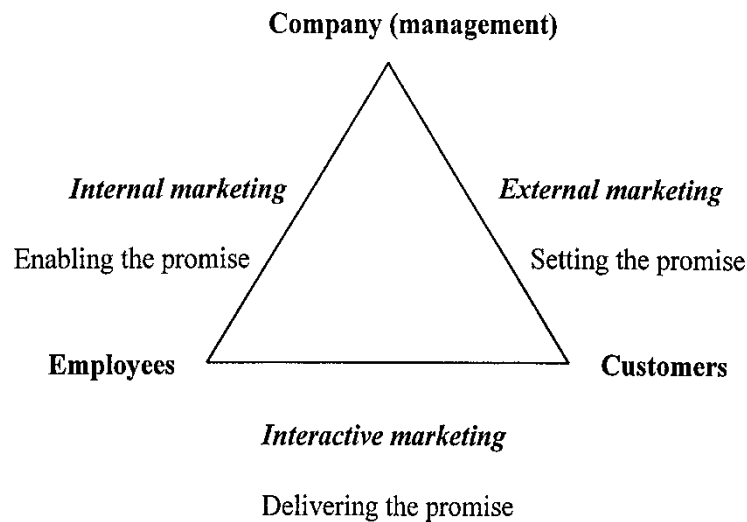 Company (management)
Internal marketing
External marketing
Enabling the promise
Setting the promise
Employees
Customers
Interactive marketing
Delivering the promise